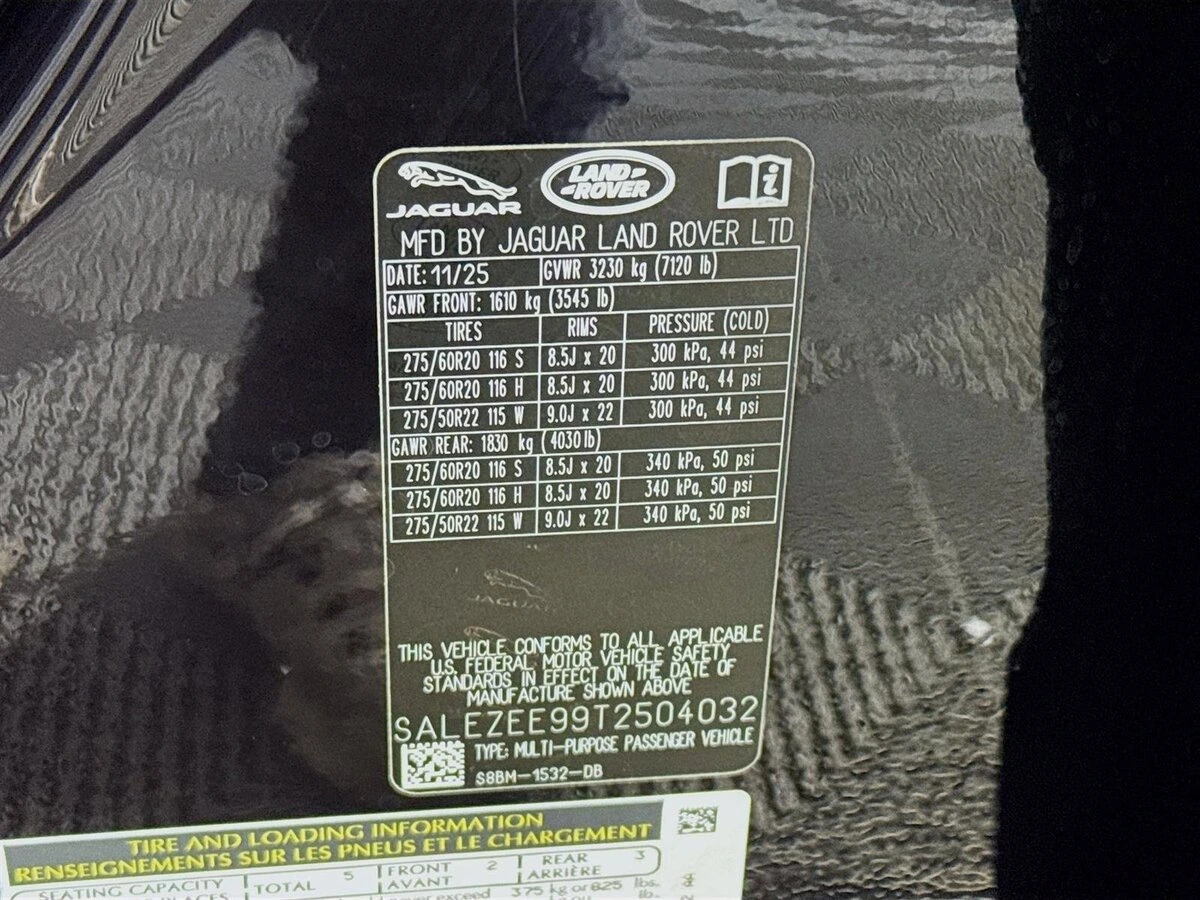 JAGUAR
LAND ROVER
MFD BY JAGUAR LAND ROVER LTD
DATE: 11/25 GVWR 3230 kg (7120 lb)
GAWR FRONT: 1610 kg (3545 lb)
TIRES RIMS PRESSURE (COLD)
275/60R20 116 S 8.5J x 20 300 kPa, 44 psi
275/60R20 116 H 8.5J x 20 300 kPa, 44 psi
275/50R22 115 W 9.0J x 22 300 kPa, 44 psi
GAWR REAR: 1830 kg (4030 lb)
275/60R20 116 S 8.5J x 20 340 kPa, 50 psi
275/60R20 116 H 8.5J x 20 340 kPa, 50 psi
275/50R22 115 W 9.0J x 22 340 kPa, 50 psi
JAGUAR
THIS VEHICLE CONFORMS TO ALL APPLICABLE
U.S. FEDERAL MOTOR VEHICLE SAFETY
STANDARDS IN EFFECT ON THE DATE OF
MANUFACTURE SHOWN ABOVE
SALEZEE99T2504032
TYPE: MULTI-PURPOSE PASSENGER VEHICLE
S8BM-1532-DB
TIRE AND LOADING INFORMATION
RENSEIGNEMENTS SUR LES PNEUS ET LE CHARGEMENT
SEATING CAPACITY TOTAL 5 FRONT 2 REAR 3
AVANT ARRIÈRE
exceed 375 kg or 825 lbs.